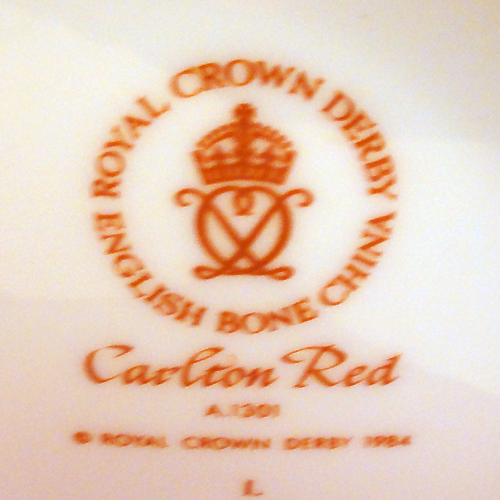 ROYAL CROWN DERBY
ENGLISH BONE CHINA
Carlton Red
A.1301
© ROYAL CROWN DERBY 1984
L